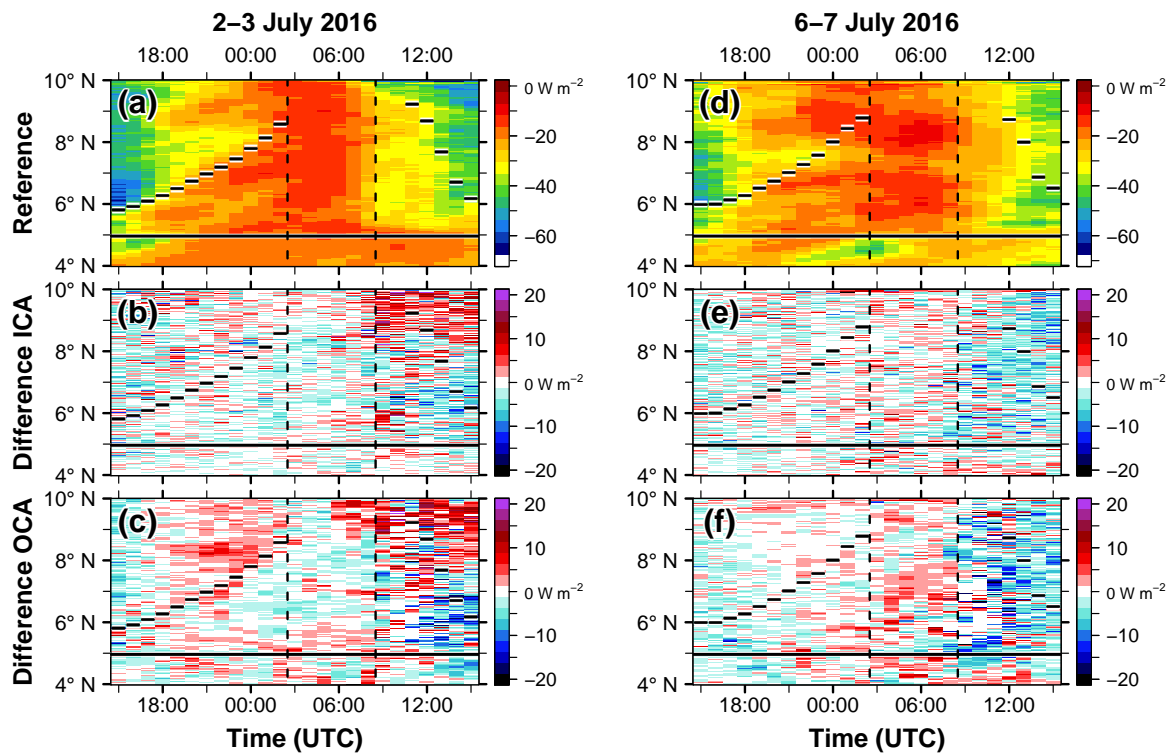 2–3 July 2016
6–7 July 2016
18:00 00:00 06:00 12:00
18:00 00:00 06:00 12:00
Reference
10° N
8° N
6° N
4° N
(a)
0 W m−2
−20
−40
−60
10° N
8° N
6° N
4° N
(d)
0 W m−2
−20
−40
−60
Difference ICA
10° N
8° N
6° N
4° N
(b)
20
10
0 W m−2
−10
−20
10° N
8° N
6° N
4° N
(e)
20
10
0 W m−2
−10
−20
Difference OCA
10° N
8° N
6° N
4° N
(c)
20
10
0 W m−2
−10
−20
10° N
8° N
6° N
4° N
(f)
20
10
0 W m−2
−10
−20
18:00 00:00 06:00 12:00
18:00 00:00 06:00 12:00
Time (UTC)
Time (UTC)